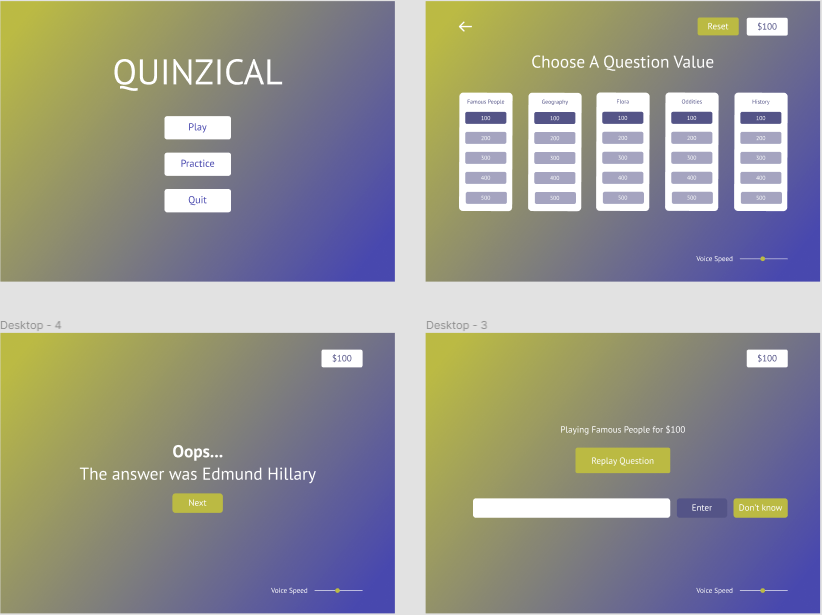 QUINZICAL
Play
Practice
Quit
Reset
$100
Choose A Question Value
Famous People Geography Flora Oddities History
100 100 100 100 100
200 200 200 200 200
300 300 300 300 300
400 400 400 400 400
500 500 500 500 500
Voice Speed
Desktop - 4
$100
Oops...
The answer was Edmund Hillary
Next
Voice Speed
Desktop - 3
$100
Playing Famous People for $100
Replay Question
Enter Don't know
Voice Speed